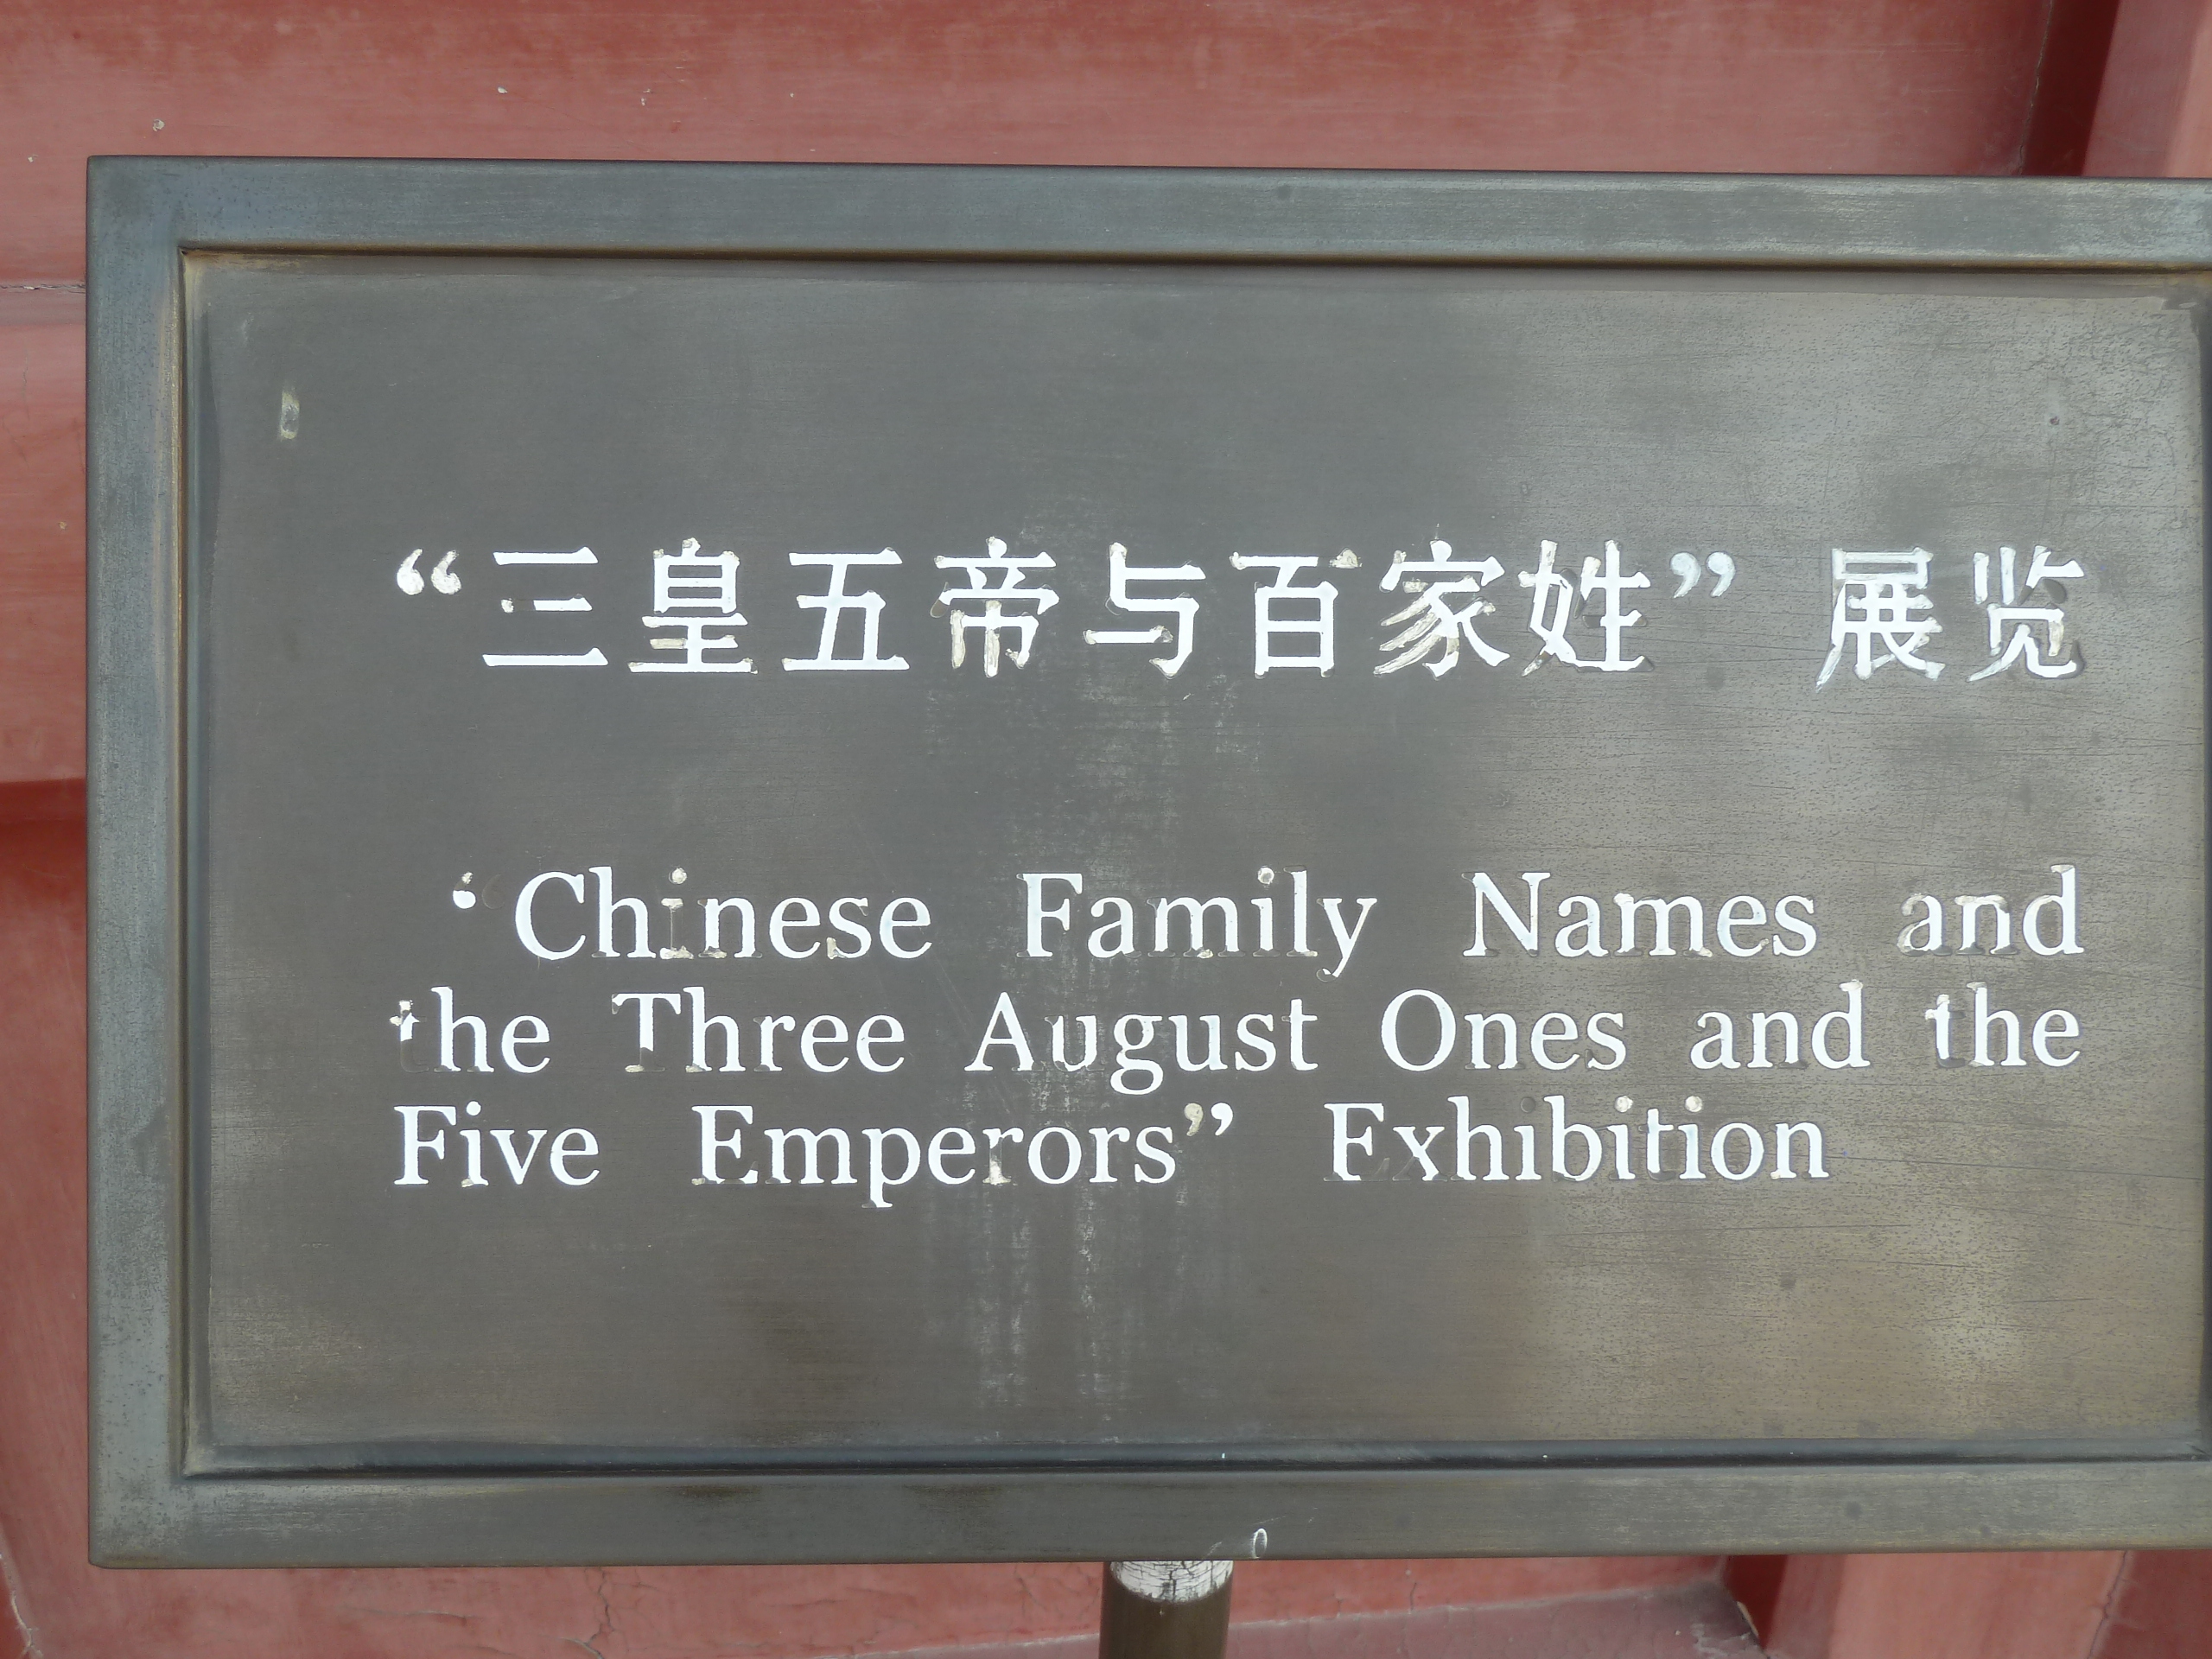 “三皇五帝与百家姓” 展览
“Chinese Family Names and
the Three August Ones and the
Five Emperors” Exhibition